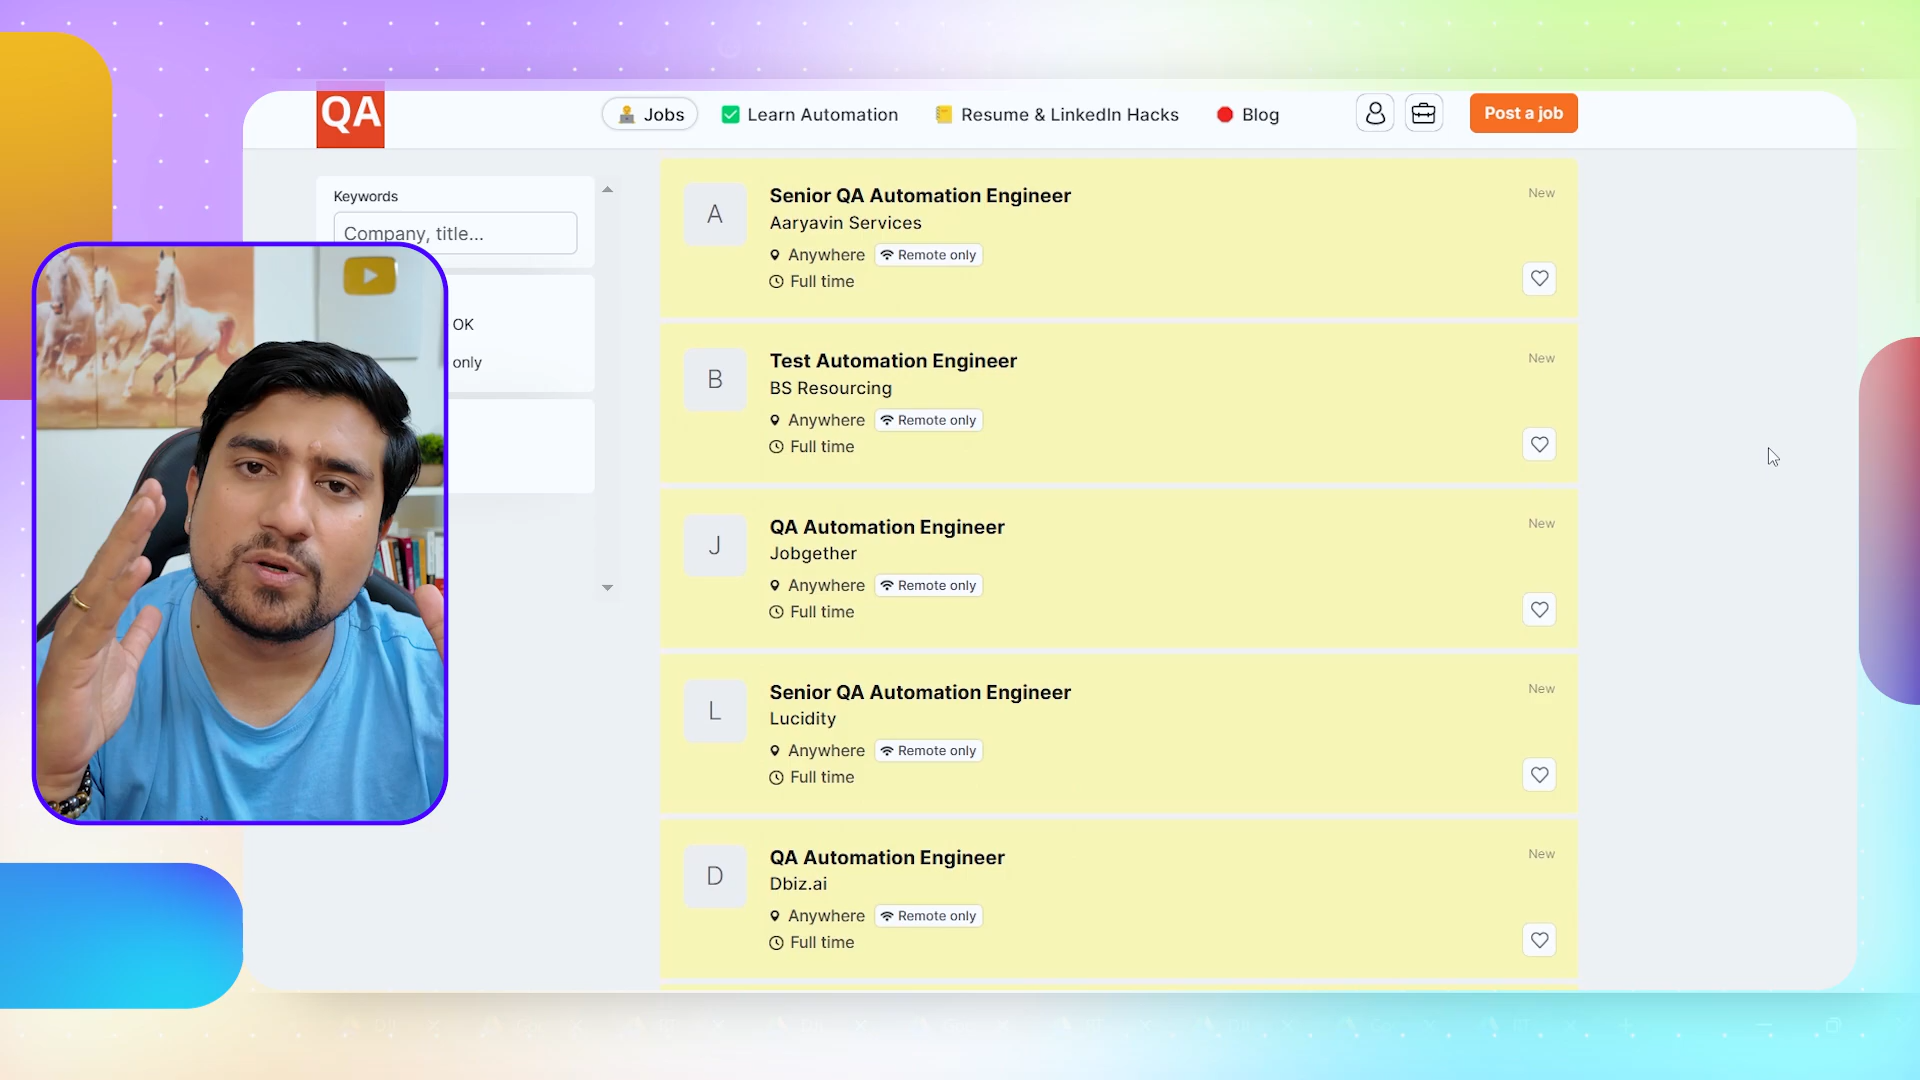 QA
Jobs
Learn Automation
Resume & LinkedIn Hacks
Blog
Post a job
Keywords
Company, title...
OK
only
Senior QA Automation Engineer
New
Aaryavin Services
Anywhere
Remote only
Full time
Test Automation Engineer
New
BS Resourcing
Anywhere
Remote only
Full time
QA Automation Engineer
New
Jobgether
Anywhere
Remote only
Full time
Senior QA Automation Engineer
New
Lucidity
Anywhere
Remote only
Full time
QA Automation Engineer
New
Dbiz.ai
Anywhere
Remote only
Full time
A
B
J
L
D